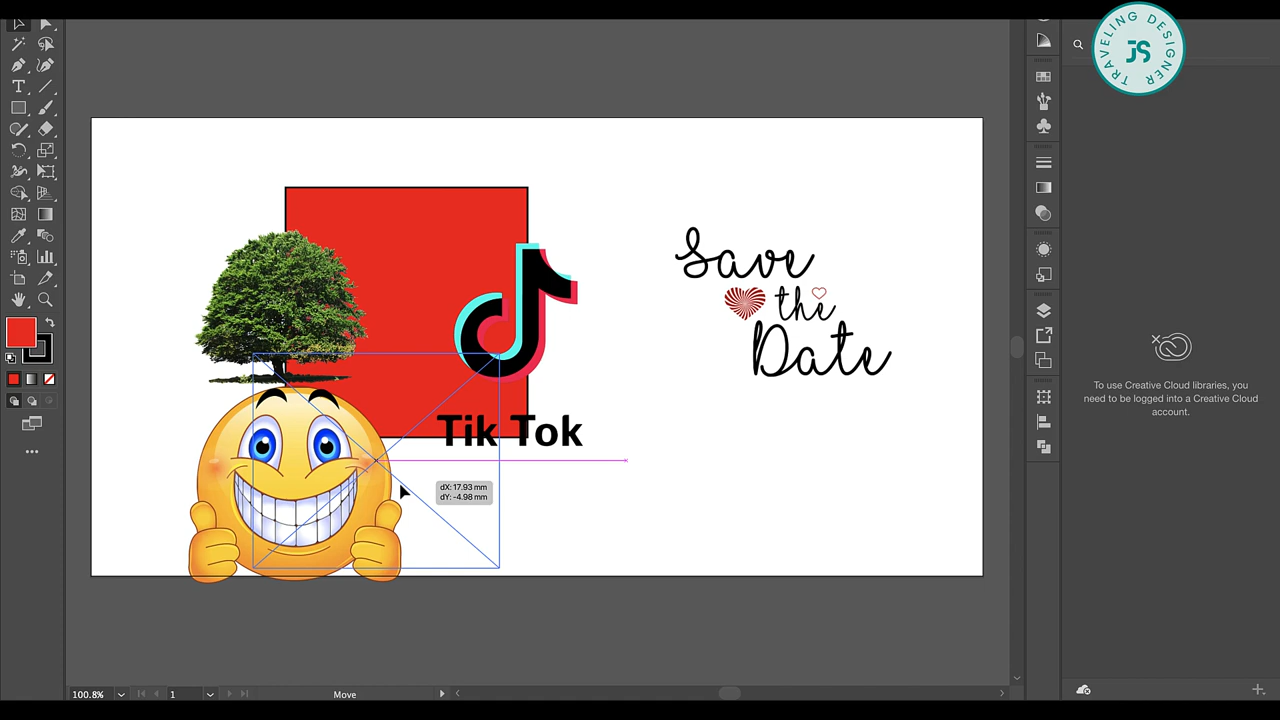 TRAVELING DESIGNER
JS
Save
the
Date
Tik Tok
dX: 17.93 mm
dY: -4.98 mm
To use Creative Cloud libraries, you
need to be logged into a Creative Cloud
account.
100.8%
1
Move